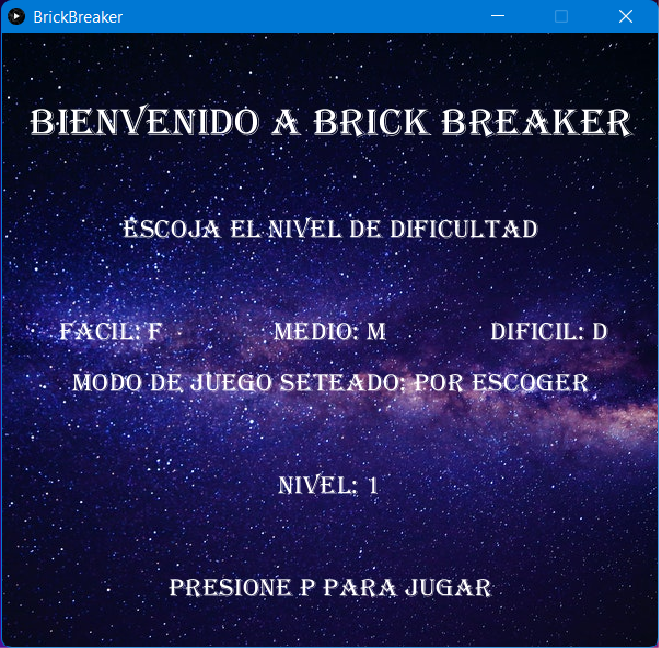 BrickBreaker
BIENVENIDO A BRICK BREAKER
ESCOJA EL NIVEL DE DIFICULTAD
FACIL: F MEDIO: M DIFICIL: D
MODO DE JUEGO SETEADO: POR ESCOGER
NIVEL: 1
PRESIONE P PARA JUGAR